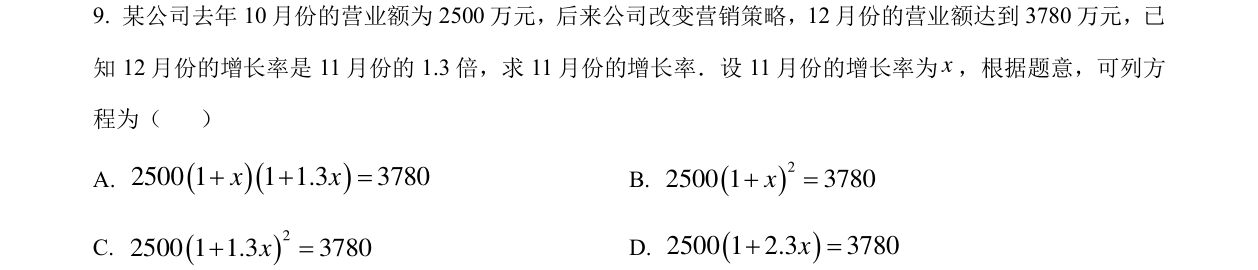 9. 某公司去年 10 月份的营业额为 2500 万元，后来公司改变营销策略，12 月份的营业额达到 3780 万元，已
知 12 月份的增长率是 11 月份的 1.3 倍，求 11 月份的增长率．设 11 月份的增长率为 x，根据题意，可列方
程为（　　）
A. 2500(1+x)(1+1.3x)=3780　　B. 2500(1+x)²=3780
C. 2500(1+1.3x)²=3780　　D. 2500(1+2.3x)=3780